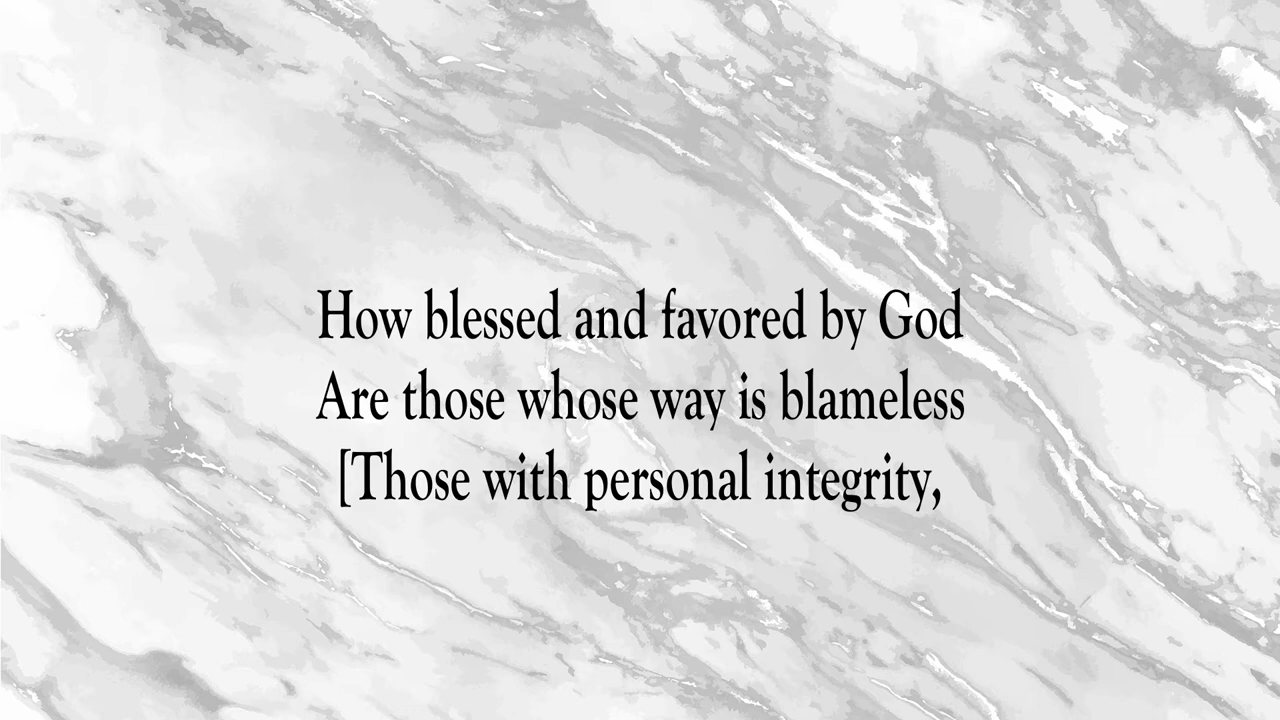 How blessed and favored by God
Are those whose way is blameless
[Those with personal integrity,